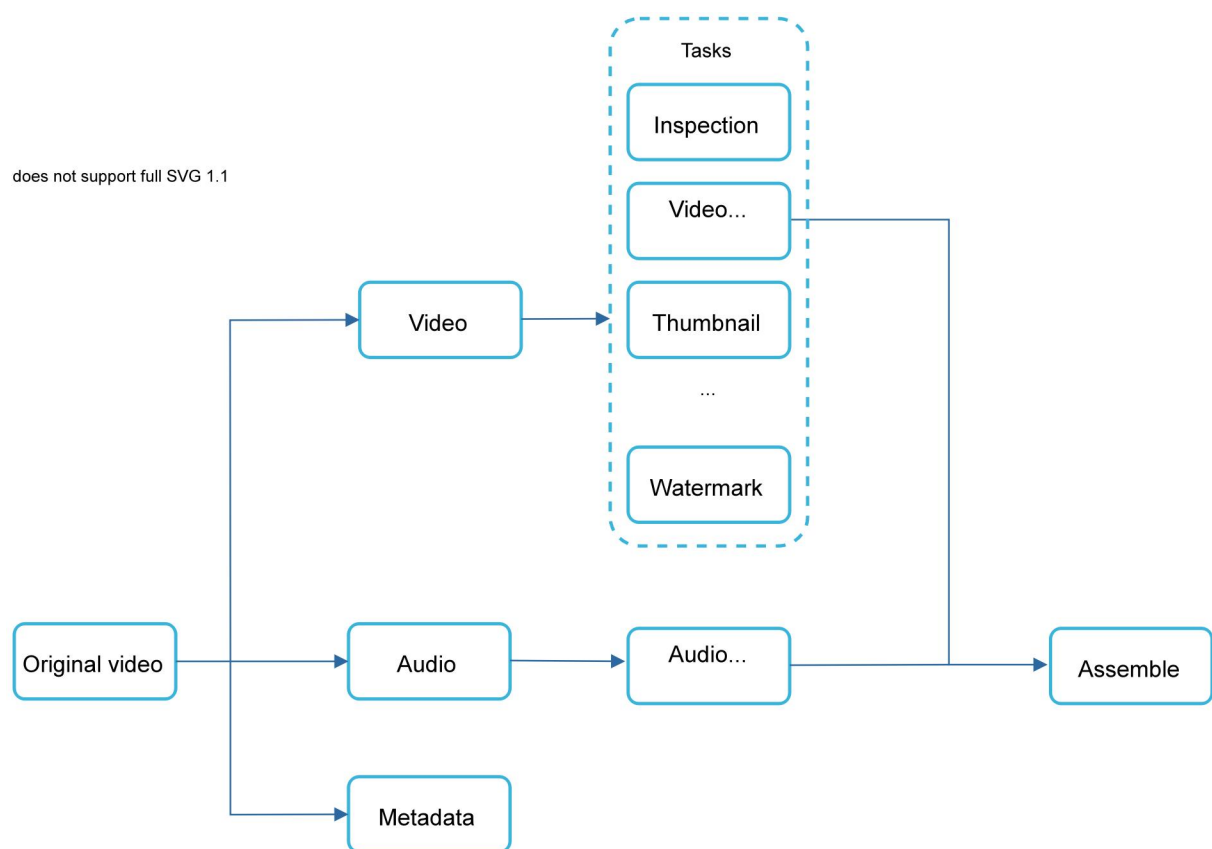 Tasks
Inspection
does not support full SVG 1.1
Video...
Video
Thumbnail
...
Watermark
Original video
Audio
Audio...
Assemble
Metadata